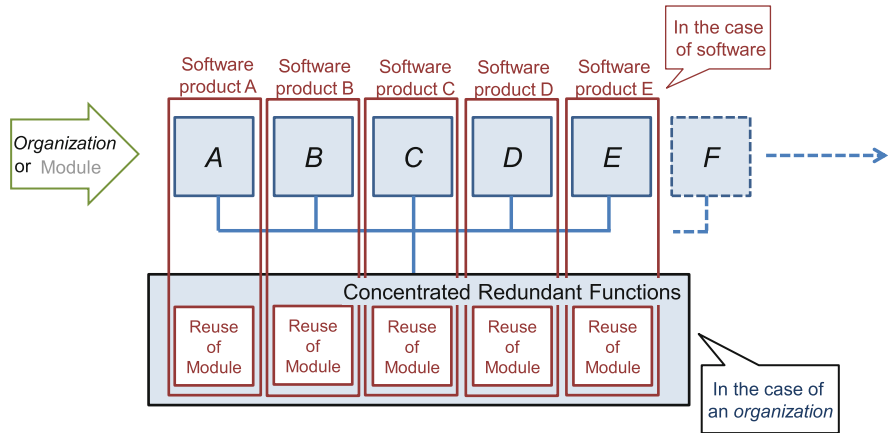 In the case
of software
Software
product A
Software
product B
Software
product C
Software
product D
Software
product E
Organization
or Module
A
B
C
D
E
F
Concentrated Redundant Functions
Reuse
of
Module
Reuse
of
Module
Reuse
of
Module
Reuse
of
Module
Reuse
of
Module
In the case of
an organization